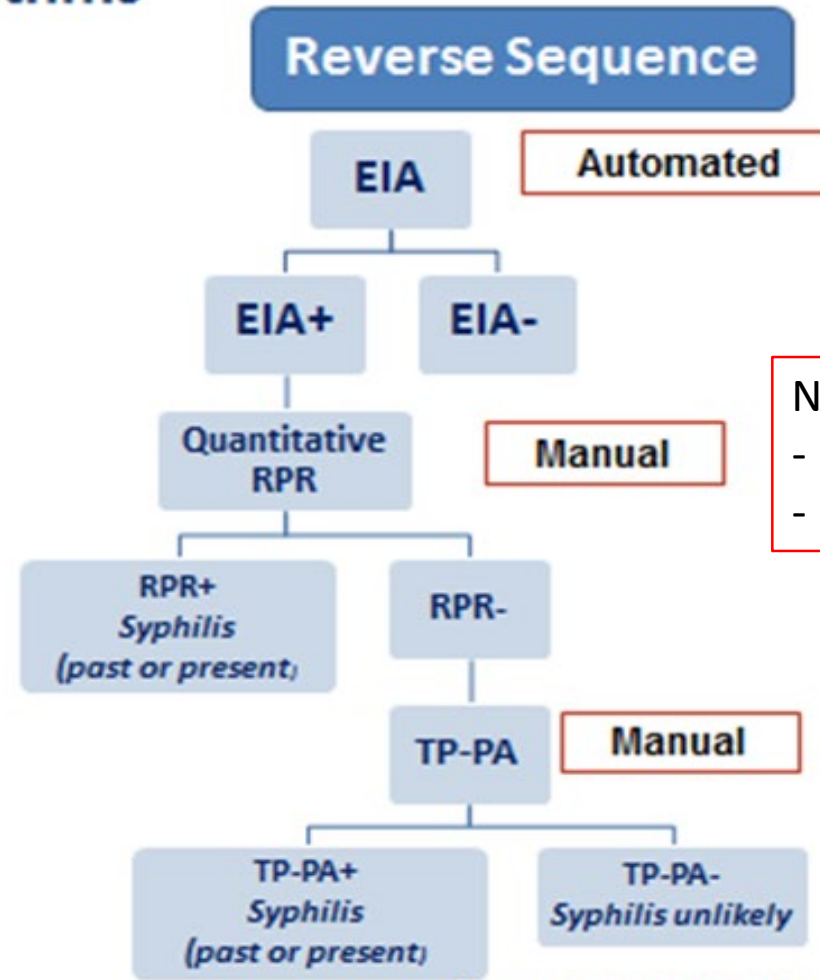 Reverse Sequence
EIA
Automated
EIA+
EIA-
Quantitative
RPR
Manual
N
-
-
RPR+
Syphilis
(past or present)
RPR-
TP-PA
Manual
TP-PA+
Syphilis
(past or present)
TP-PA-
Syphilis unlikely